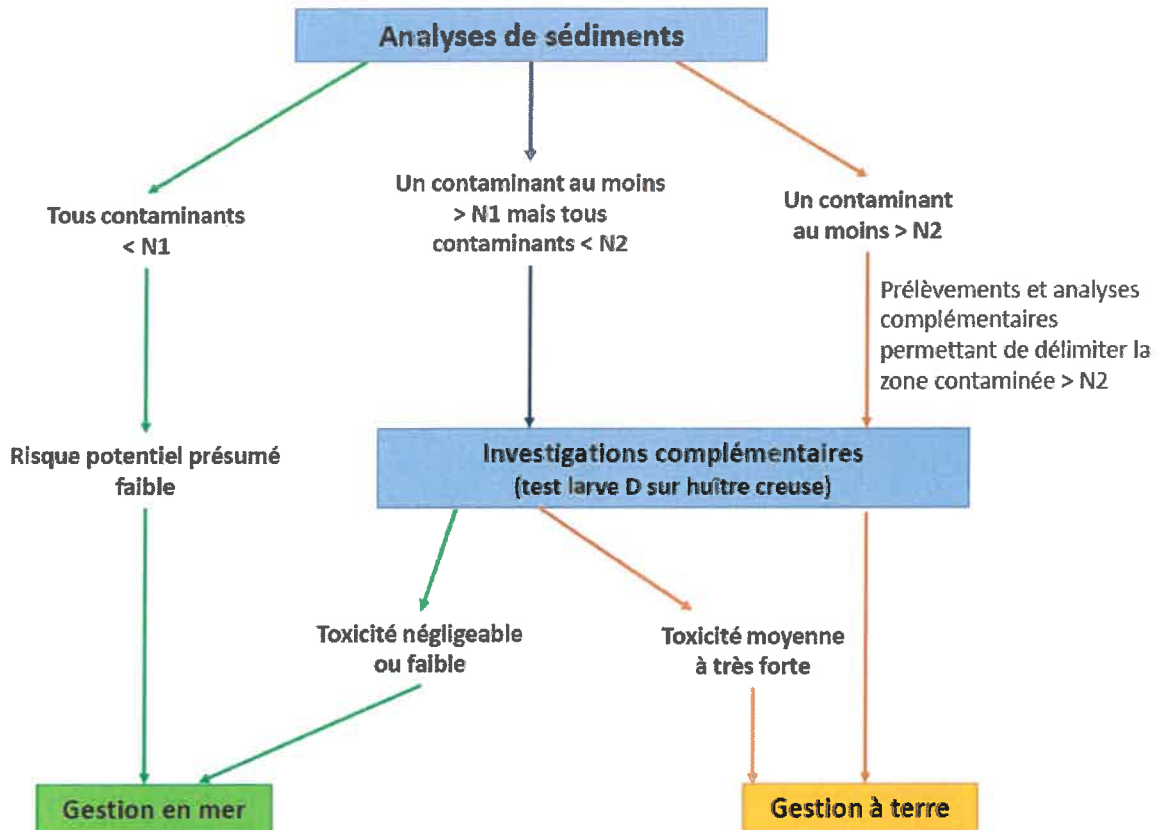 Analyses de sédiments
Tous contaminants
< N1
Un contaminant au moins
> N1 mais tous
contaminants < N2
Un contaminant
au moins > N2
Prélèvements et analyses
complémentaires
permettant de délimiter la
zone contaminée > N2
Risque potentiel présumé
faible
Investigations complémentaires
(test larve D sur huître creuse)
Toxicité négligeable
ou faible
Toxicité moyenne
à très forte
Gestion en mer
Gestion à terre